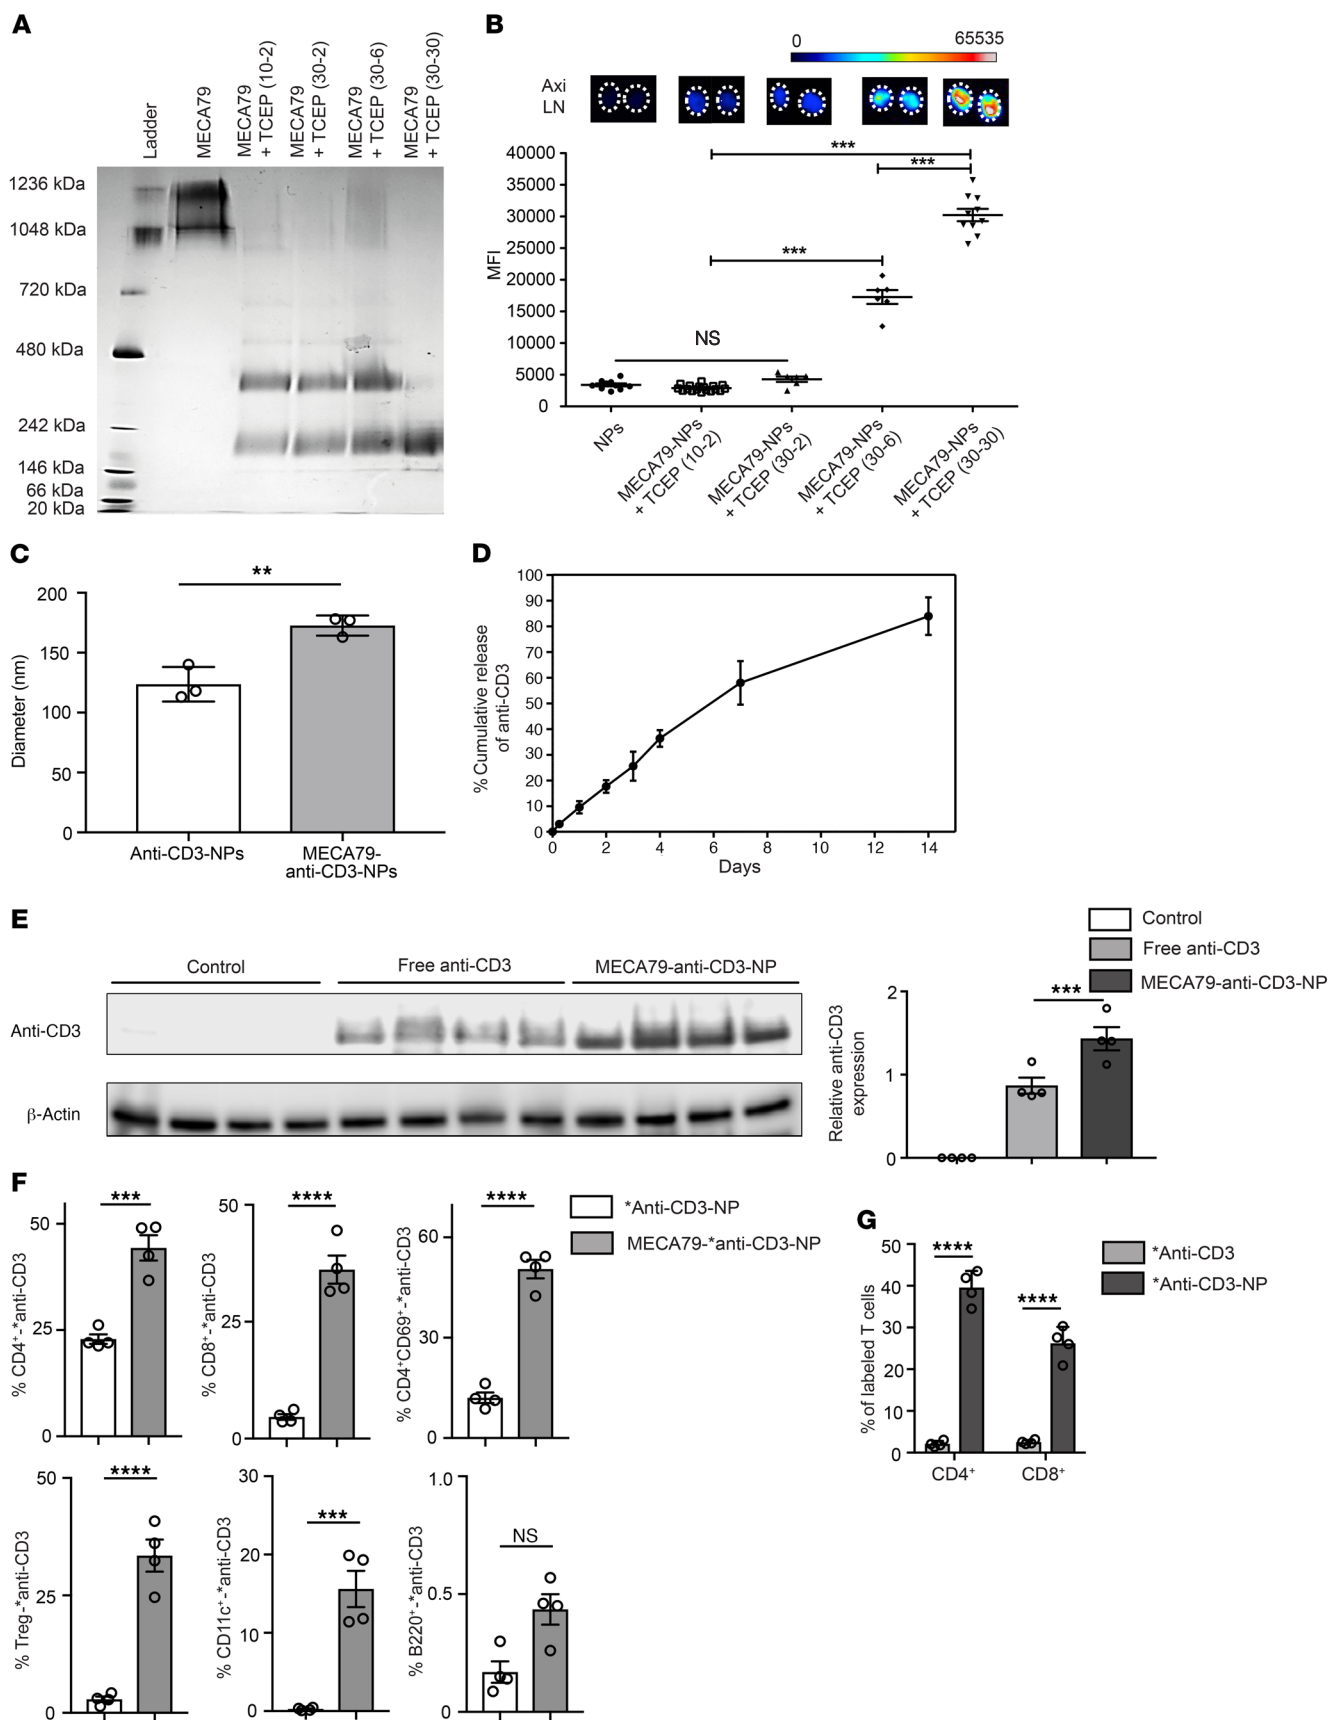 A
Ladder
MECA79
MECA79
+ TCEP (10-2)
MECA79
+ TCEP (30-2)
MECA79
+ TCEP (30-6)
MECA79
+ TCEP (30-30)
1236 kDa
1048 kDa
720 kDa
480 kDa
242 kDa
146 kDa
66 kDa
20 kDa
B
0
65535
Axi
LN
MFI
40000
35000
30000
25000
20000
15000
10000
5000
0
***
***
***
NS
NPs
MECA79-NPs
+ TCEP (10-2)
MECA79-NPs
+ TCEP (30-2)
MECA79-NPs
+ TCEP (30-6)
MECA79-NPs
+ TCEP (30-30)
C
Diameter (nm)
200
150
100
50
0
**
Anti-CD3-NPs
MECA79-
anti-CD3-NPs
D
% Cumulative release
of anti-CD3
100
90
80
70
60
50
40
30
20
10
0
0
2
4
6
8
10
12
14
Days
E
Control
Free anti-CD3
MECA79-anti-CD3-NP
Anti-CD3
β-Actin
Control
Free anti-CD3
MECA79-anti-CD3-NP
Relative anti-CD3
expression
2
1
0
***
F
% CD4+-*anti-CD3
50
25
0
***
% CD8+-*anti-CD3
50
25
0
****
% CD4+CD69+-*anti-CD3
60
30
0
****
*Anti-CD3-NP
MECA79-*anti-CD3-NP
% Treg-*anti-CD3
50
25
0
****
% CD11c+-*anti-CD3
30
20
10
0
***
% B220+-*anti-CD3
1.0
0.5
0
NS
G
% of labeled T cells
50
40
30
20
10
0
****
****
CD4+
CD8+
*Anti-CD3
*Anti-CD3-NP